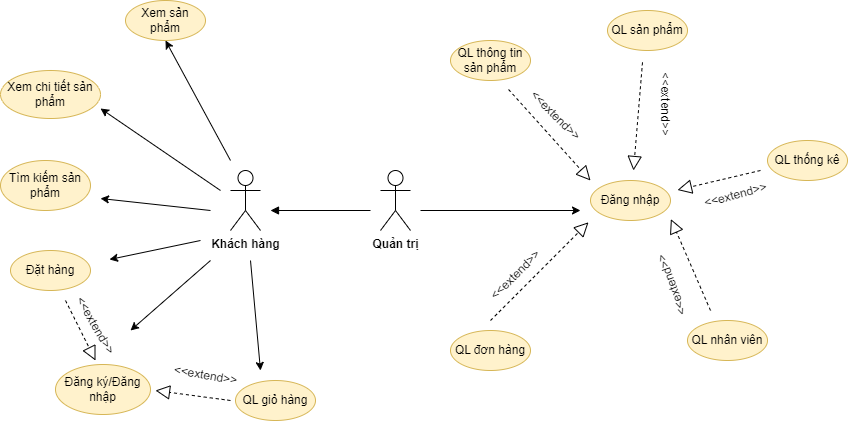 Xem sản
phẩm
QL sản phẩm
QL thông tin
sản phẩm
<<extend>>
<<extend>>
Xem chi tiết sản
phẩm
QL thống kê
<<extend>>
Tìm kiếm sản
phẩm
Đăng nhập
Khách hàng
Quản trị
Đặt hàng
<<extend>>
<<extend>>
<<extend>>
QL nhân viên
QL đơn hàng
<<extend>>
Đăng ký/Đăng
nhập
QL giỏ hàng